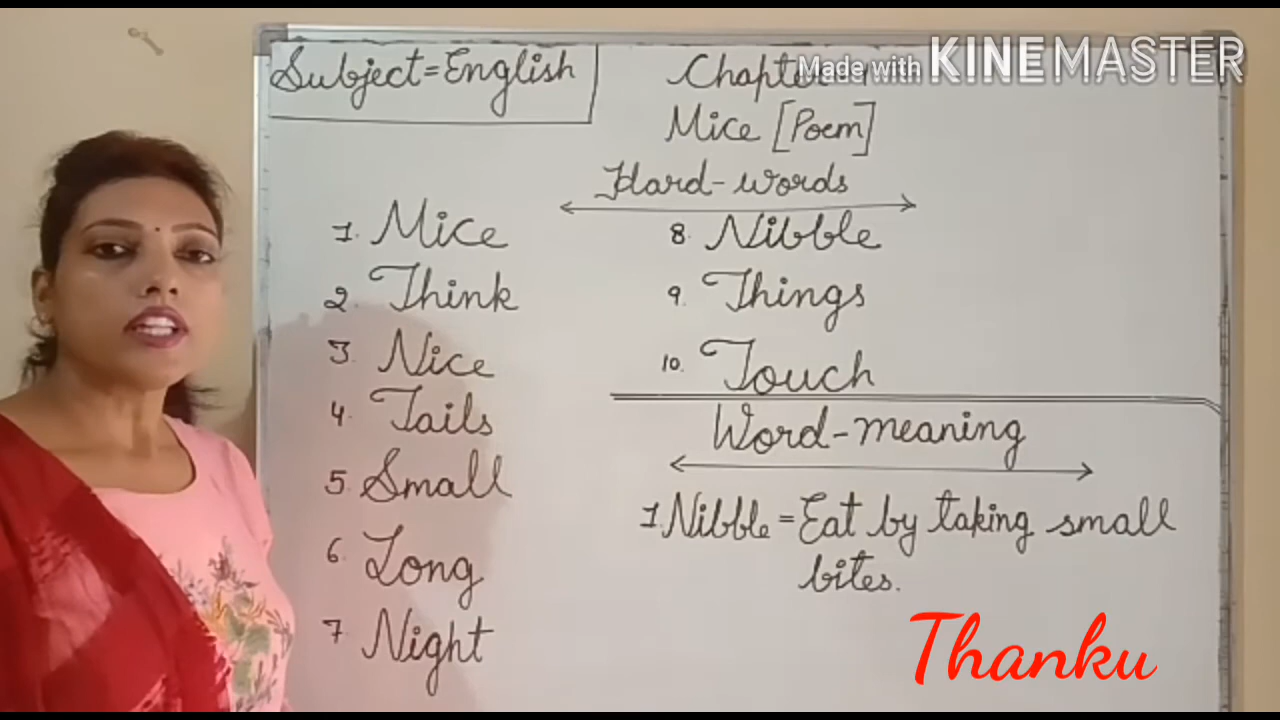 Subject=English
Chapter
Made with KINEMASTER
Mice [Poem]
Hard-words
1. Mice
2. Think
3. Nice
4. Tails
5. Small
6. Long
7. Night
8. Nibble
9. Things
10. Touch
Word-meaning
1. Nibble = Eat by taking small
bites.
Thanku